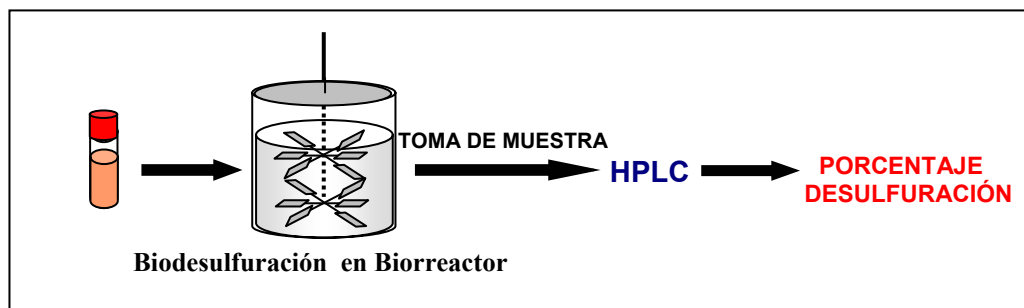 TOMA DE MUESTRA
HPLC
PORCENTAJE
DESULFURACIÓN
Biodesulfuración en Biorreactor